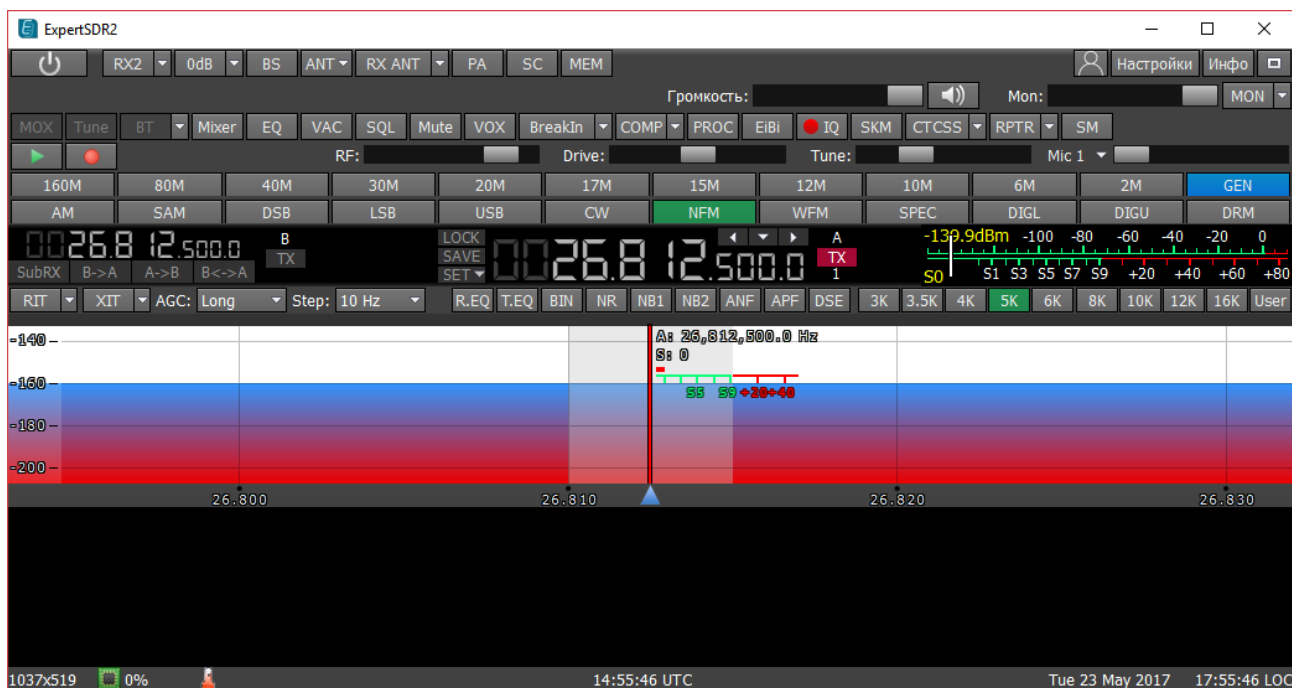 ExpertSDR2
RX2 0dB BS ANT RX ANT PA SC MEM Настройки Инфо
Громкость: Mon: MON
MOX Tune BT Mixer EQ VAC SQL Mute VOX BreakIn COMP PROC EiBi IQ SKM CTCSS RPTR SM
RF: Drive: Tune: Mic 1
160M 80M 40M 30M 20M 17M 15M 12M 10M 6M 2M GEN
AM SAM DSB LSB USB CW NFM WFM SPEC DIGL DIGU DRM
0026.812.500.0 B TX LOCK SAVE SET 0026.812.500.0 A TX 1 -139.9dBm -100 -80 -60 -40 -20 0
SubRX B->A A->B B<->A S0 S1 S3 S5 S7 S9 +20 +40 +60 +80
RIT XIT AGC: Long Step: 10 Hz R.EQ T.EQ BIN NR NB1 NB2 ANF APF DSE 3K 3.5K 4K 5K 6K 8K 10K 12K 16K User
-140 A: 26,812,500.0 Hz
S: 0
-160
S5 S9 +20 +40
-180
-200
26.800 26.810 26.820 26.830
1037x519 0% 14:55:46 UTC Tue 23 May 2017 17:55:46 LOC